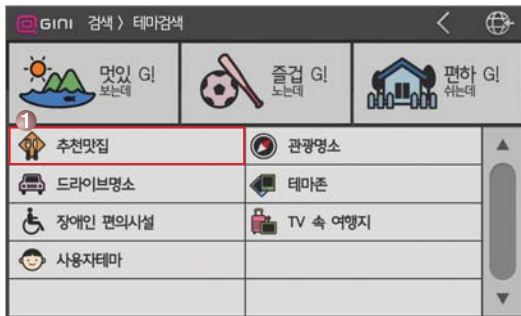 GINI 검색 > 테마검색
멋있 G!
보는데
즐겁 G!
노는데
편하 G!
쉬는데
1
추천맛집
관광명소
드라이브명소
테마존
장애인 편의시설
TV 속 여행지
사용자테마